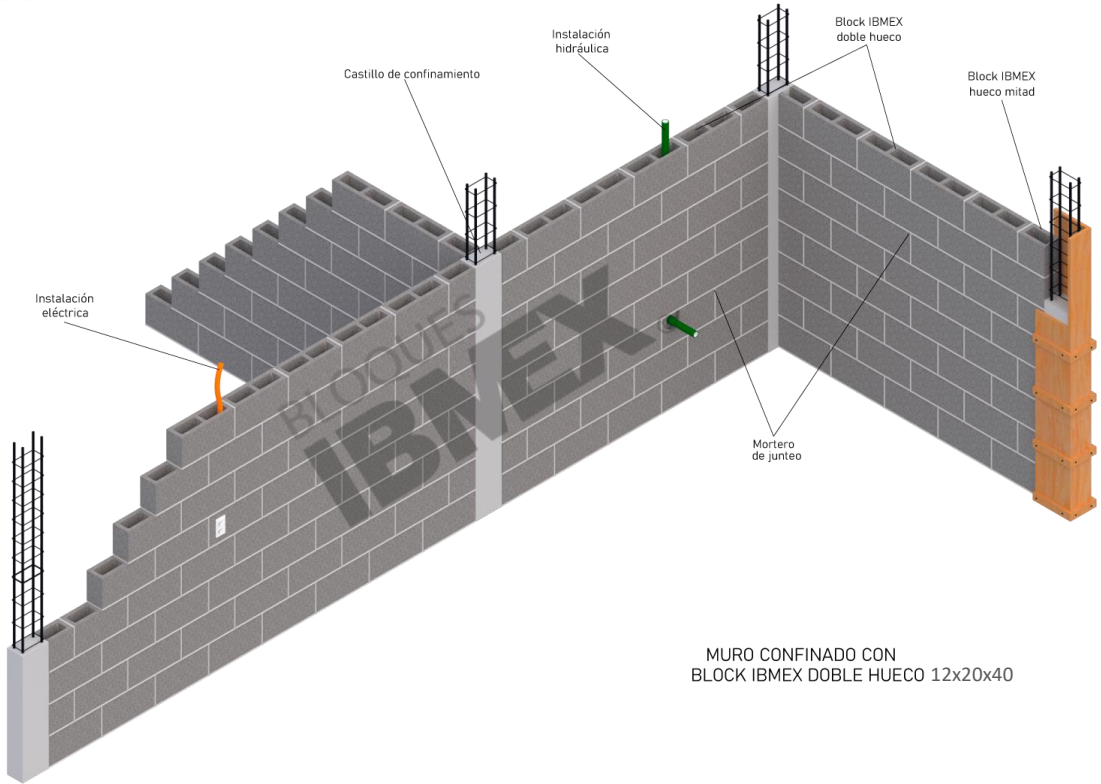 Block IBMEX
doble hueco
Instalación
hidráulica
Castillo de confinamiento
Block IBMEX
hueco mitad
Instalación
eléctrica
BLOQUES
IBMEX
Mortero
de junteo
MURO CONFINADO CON
BLOCK IBMEX DOBLE HUECO 12x20x40